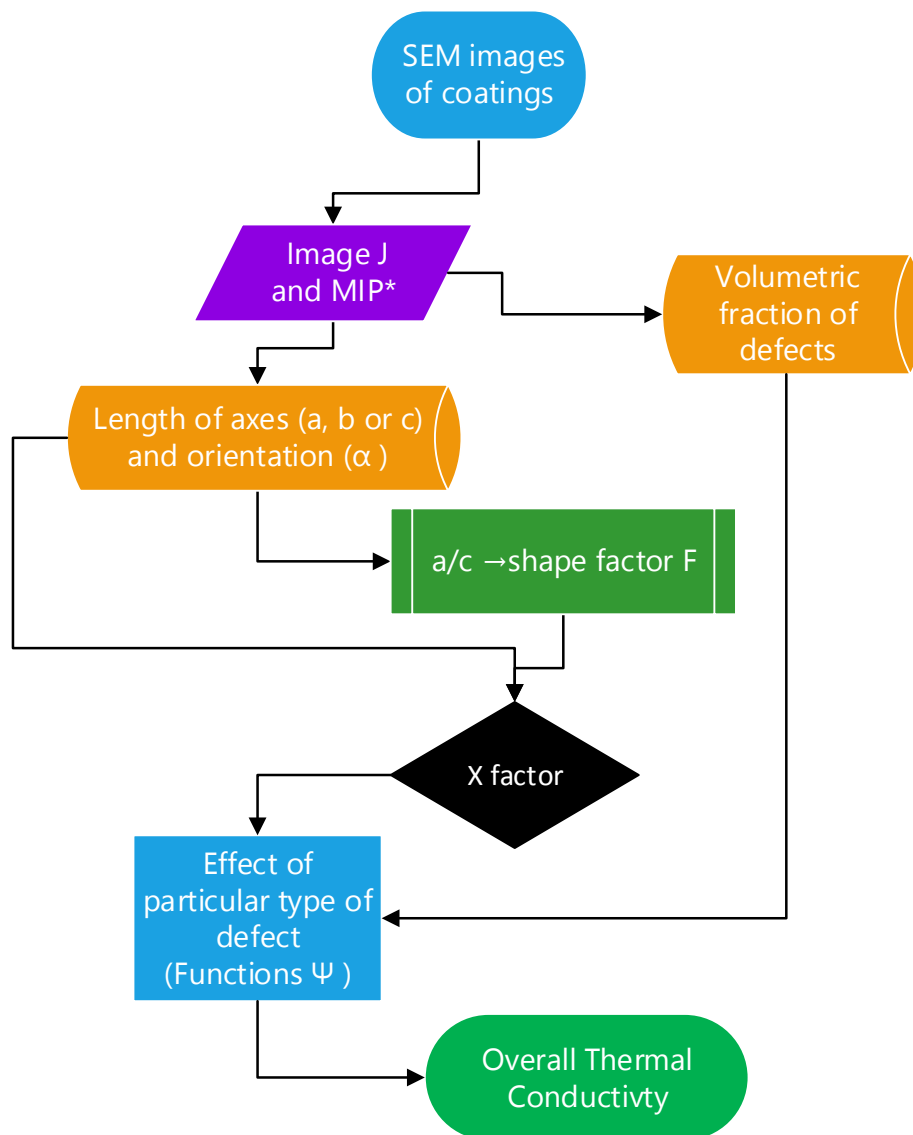 SEM images
of coatings
Image J
and MIP*
Volumetric
fraction of
defects
Length of axes (a, b or c)
and orientation (α )
a/c →shape factor F
X factor
Effect of
particular type of
defect
(Functions Ψ )
Overall Thermal
Conductivty